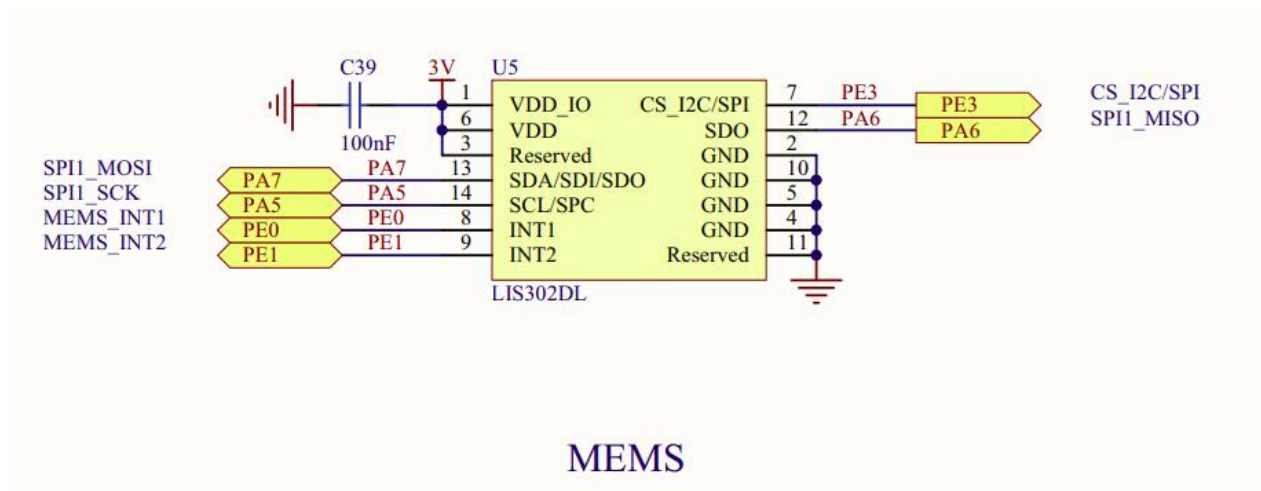 C39
3V
U5
100nF
1 VDD_IO
6 VDD
3 Reserved
SPI1_MOSI PA7 PA7 13 SDA/SDI/SDO
SPI1_SCK PA5 PA5 14 SCL/SPC
MEMS_INT1 PE0 PE0 8 INT1
MEMS_INT2 PE1 PE1 9 INT2
CS_I2C/SPI 7 PE3 PE3 CS_I2C/SPI
SDO 12 PA6 PA6 SPI1_MISO
GND 2
GND 10
GND 5
GND 4
Reserved 11
LIS302DL
MEMS